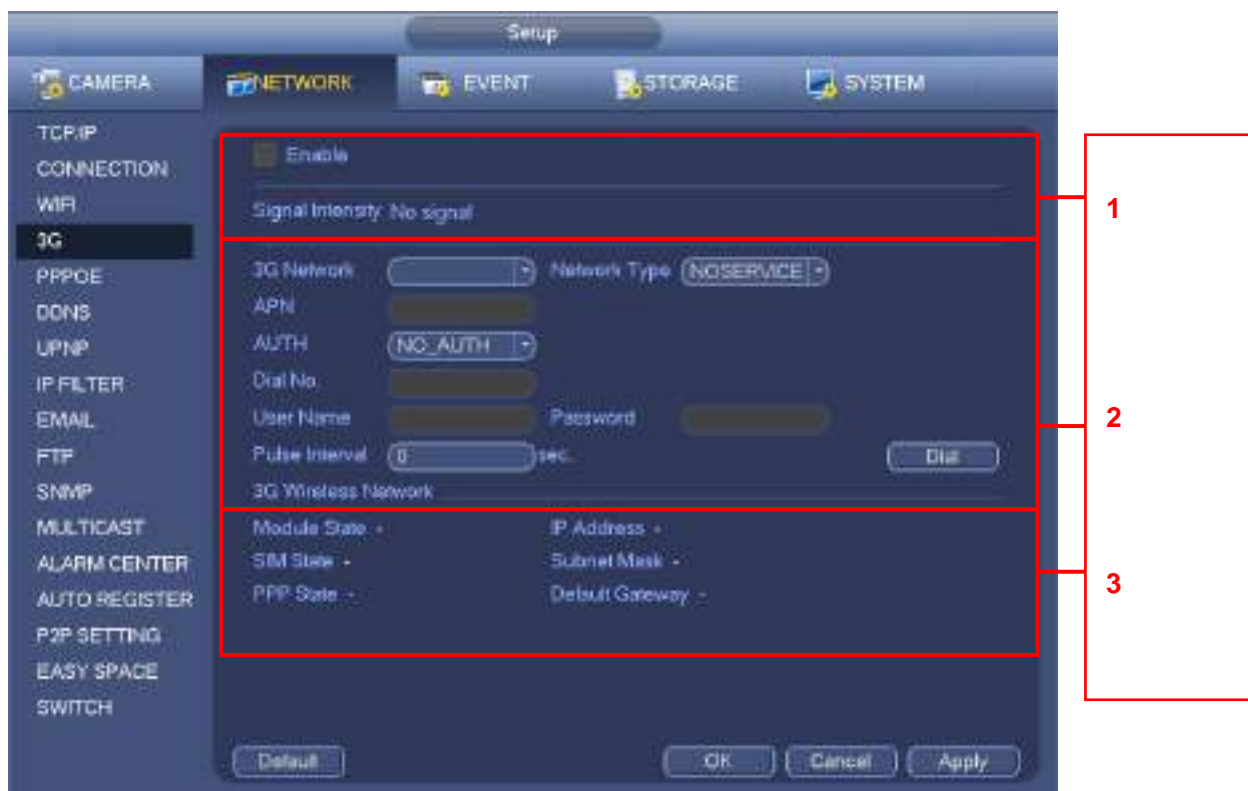 Setup
CAMERA NETWORK EVENT STORAGE SYSTEM
TCP/IP
CONNECTION
WIFI
3G
PPPOE
DDNS
UPNP
IP FILTER
EMAIL
FTP
SNMP
MULTICAST
ALARM CENTER
AUTO REGISTER
P2P SETTING
EASY SPACE
SWITCH
Enable
Signal Intensity No signal
3G Network Network Type NOSERVICE
APN
AUTH NO_AUTH
Dial No.
User Name Password
Pulse Interval 0 sec. Dial
3G Wireless Network
Module State - IP Address -
SIM State - Subnet Mask -
PPP State - Default Gateway -
Default OK Cancel Apply
1
2
3